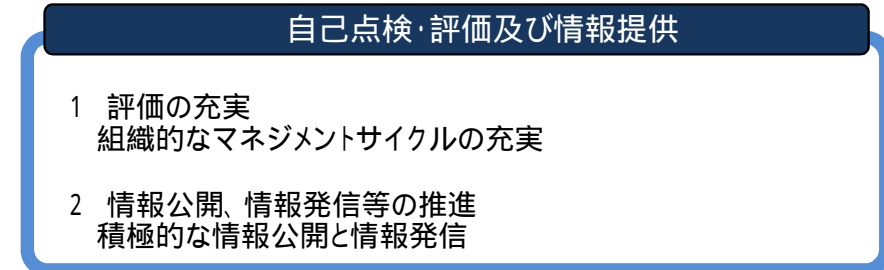 自己点検・評価及び情報提供
1 評価の充実
組織的なマネジメントサイクルの充実
2 情報公開、情報発信等の推進
積極的な情報公開と情報発信